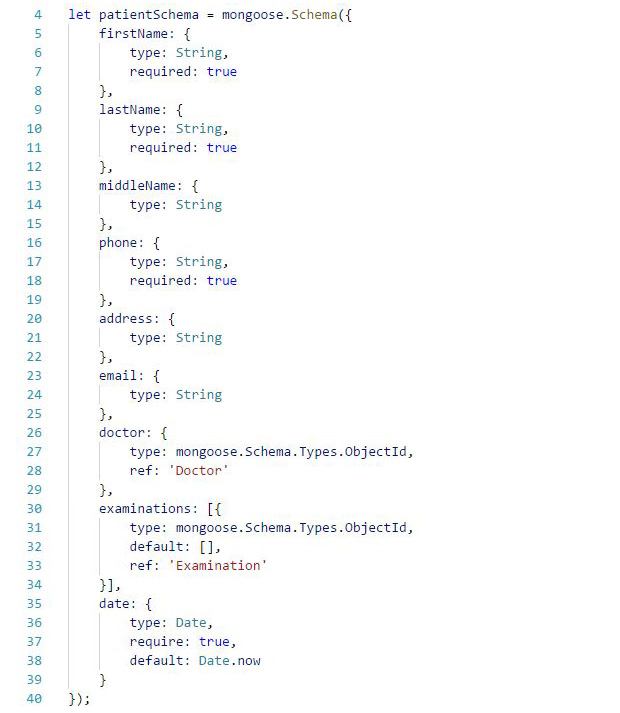 4 let patientSchema = mongoose.Schema({
5 firstName: {
6 type: String,
7 required: true
8 },
9 lastName: {
10 type: String,
11 required: true
12 },
13 middleName: {
14 type: String
15 },
16 phone: {
17 type: String,
18 required: true
19 },
20 address: {
21 type: String
22 },
23 email: {
24 type: String
25 },
26 doctor: {
27 type: mongoose.Schema.Types.ObjectId,
28 ref: 'Doctor'
29 },
30 examinations: [{
31 type: mongoose.Schema.Types.ObjectId,
32 default: [],
33 ref: 'Examination'
34 }],
35 date: {
36 type: Date,
37 require: true,
38 default: Date.now
39 }
40 });